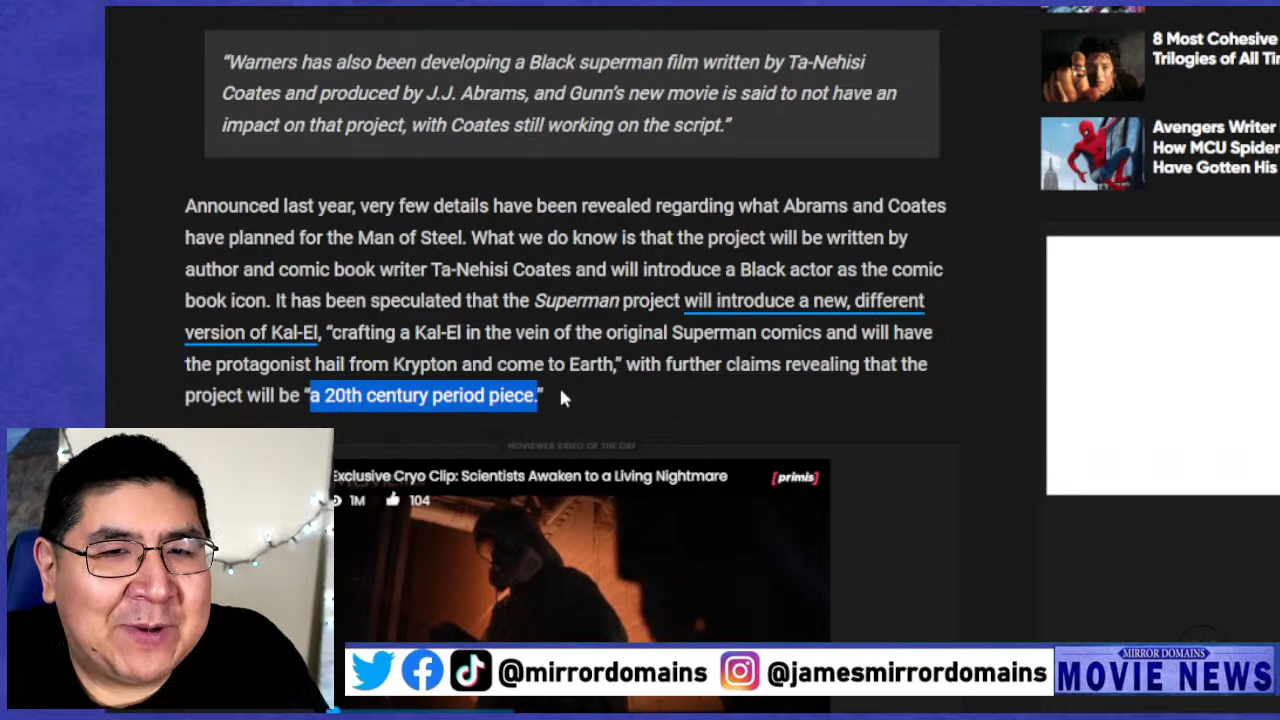 “Warners has also been developing a Black superman film written by Ta-Nehisi
Coates and produced by J.J. Abrams, and Gunn’s new movie is said to not have an
impact on that project, with Coates still working on the script.”
8 Most Cohesive
Trilogies of All Ti
Avengers Writer
How MCU Spider
Have Gotten His
Announced last year, very few details have been revealed regarding what Abrams and Coates
have planned for the Man of Steel. What we do know is that the project will be written by
author and comic book writer Ta-Nehisi Coates and will introduce a Black actor as the comic
book icon. It has been speculated that the Superman project will introduce a new, different
version of Kal-El, “crafting a Kal-El in the vein of the original Superman comics and will have
the protagonist hail from Krypton and come to Earth,” with further claims revealing that the
project will be “a 20th century period piece.”
MOVIEWEB VIDEO OF THE DAY
Exclusive Cryo Clip: Scientists Awaken to a Living Nightmare
[primis]
1M 104
@mirrordomains @jamesmirrordomains
MIRROR DOMAINS
MOVIE NEWS